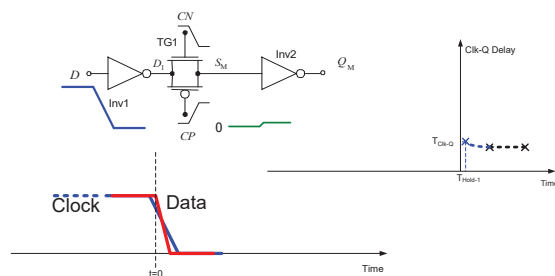 CN
TG1
Inv2
D
D1
SM
QM
Inv1
CP
0
Clk-Q Delay
TClk-Q
THold-1
Time
Clock
Data
t=0
Time